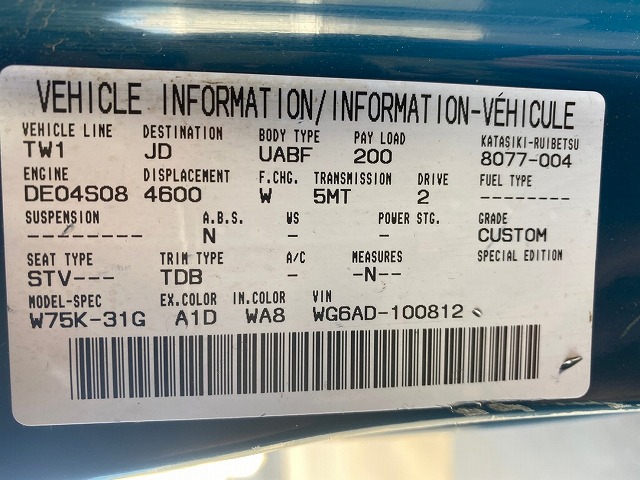 VEHICLE INFORMATION/INFORMATION-VÉHICULE
VEHICLE LINE DESTINATION BODY TYPE PAY LOAD KATASIKI-RUIBETSU
TW1 JD UABF 200 8077-004
ENGINE DISPLACEMENT F.CHG. TRANSMISSION DRIVE FUEL TYPE
DE04S08 4600 W 5MT 2 --------
SUSPENSION A.B.S. WS POWER STG. GRADE
-------- N - - CUSTOM
SEAT TYPE TRIM TYPE A/C MEASURES SPECIAL EDITION
STV--- TDB - -N--
MODEL-SPEC EX.COLOR IN.COLOR VIN
W75K-31G A1D WA8 WG6AD-100812